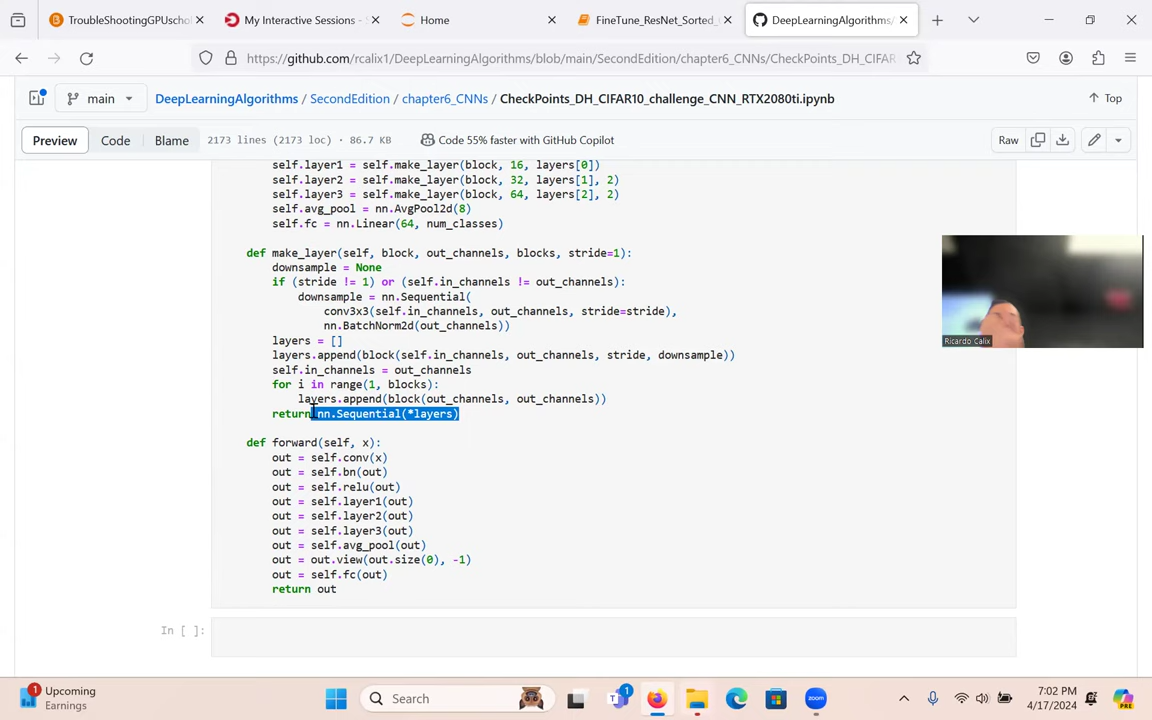 TroubleShootingGPUschol
My Interactive Sessions -
Home
FineTune_ResNet_Sorted_
DeepLearningAlgorithms/
https://github.com/rcalix1/DeepLearningAlgorithms/blob/main/SecondEdition/chapter6_CNNs/CheckPoints_DH_CIFAR
main
DeepLearningAlgorithms / SecondEdition / chapter6_CNNs / CheckPoints_DH_CIFAR10_challenge_CNN_RTX2080ti.ipynb
Top
Preview
Code
Blame
2173 lines (2173 loc) · 86.7 KB
Code 55% faster with GitHub Copilot
Raw
self.layer1 = self.make_layer(block, 16, layers[0])
self.layer2 = self.make_layer(block, 32, layers[1], 2)
self.layer3 = self.make_layer(block, 64, layers[2], 2)
self.avg_pool = nn.AvgPool2d(8)
self.fc = nn.Linear(64, num_classes)
def make_layer(self, block, out_channels, blocks, stride=1):
downsample = None
if (stride != 1) or (self.in_channels != out_channels):
downsample = nn.Sequential(
conv3x3(self.in_channels, out_channels, stride=stride),
nn.BatchNorm2d(out_channels))
layers = []
layers.append(block(self.in_channels, out_channels, stride, downsample))
self.in_channels = out_channels
for i in range(1, blocks):
layers.append(block(out_channels, out_channels))
return nn.Sequential(*layers)
def forward(self, x):
out = self.conv(x)
out = self.bn(out)
out = self.relu(out)
out = self.layer1(out)
out = self.layer2(out)
out = self.layer3(out)
out = self.avg_pool(out)
out = out.view(out.size(0), -1)
out = self.fc(out)
return out
In [ ]:
Ricardo Calix
1
Upcoming
Earnings
Search
1
zoom
7:02 PM
4/17/2024
PRE